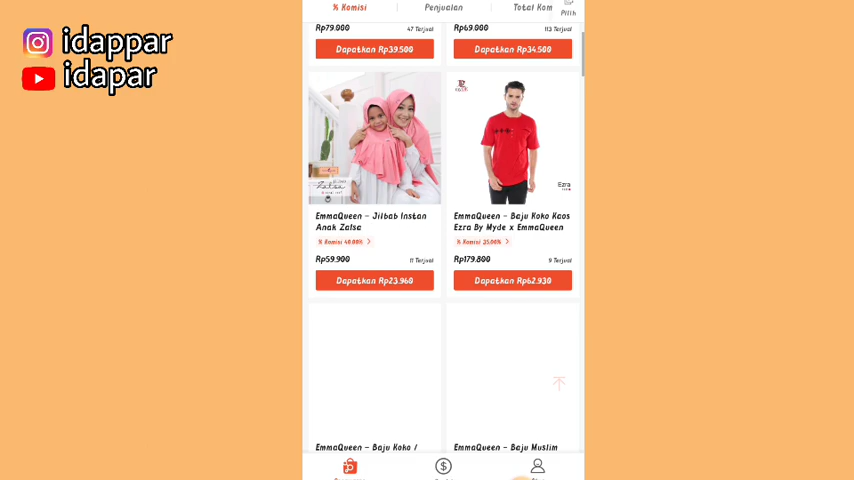 idappar
idapar
% Komisi
Penjualan
Total Kom
Pilih
Rp79.000
47 Terjual
Rp69.000
113 Terjual
Dapatkan Rp39.500
Dapatkan Rp34.500
Zalsa
Ezra
EmmaQueen - Jilbab Instan
Anak Zalsa
EmmaQueen - Baju Koko Kaos
Ezra By Myde x EmmaQueen
% Komisi 40.00% >
% Komisi 35.00% >
Rp59.900
11 Terjual
Rp179.800
9 Terjual
Dapatkan Rp23.960
Dapatkan Rp62.930
EmmaQueen - Baju Koko /
EmmaQueen - Baju Muslim